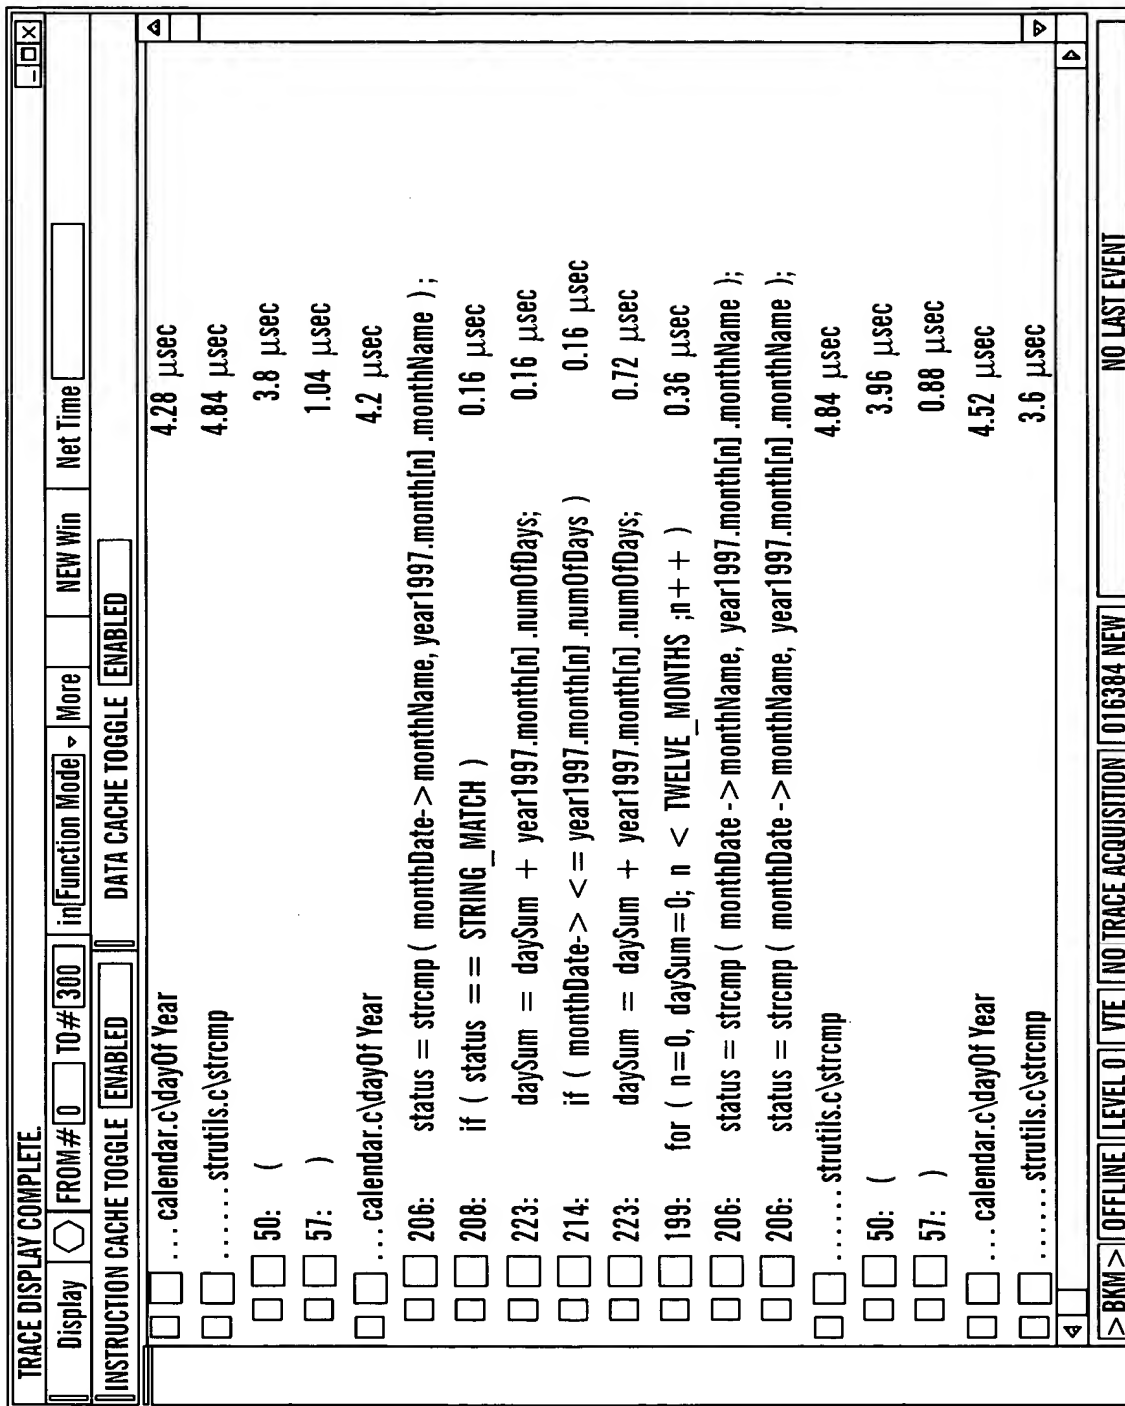 TRACE DISPLAY COMPLETE.
Display FROM# 0 TO# 300 in Function Mode More NEW Win Net Time
INSTRUCTION CACHE TOGGLE ENABLED DATA CACHE TOGGLE ENABLED
...calendar.c\dayOf Year 4.28 μsec
.......strutils.c\strcmp 4.84 μsec
50: ( 3.8 μsec
57: ) 1.04 μsec
...calendar.c\dayOf Year 4.2 μsec
206: status = strcmp ( monthDate->monthName, year1997.month[n] .monthName );
208: if ( status == STRING_MATCH ) 0.16 μsec
223: daySum = daySum + year1997.month[n] .numOfDays; 0.16 μsec
214: if ( monthDate-> <= year1997.month[n] .numOfDays ) 0.16 μsec
223: daySum = daySum + year1997.month[n] .numOfDays; 0.72 μsec
199: for ( n=0, daySum=0; n < TWELVE_MONTHS ;n++ ) 0.36 μsec
206: status = strcmp ( monthDate->monthName, year1997.month[n] .monthName );
206: status = strcmp ( monthDate->monthName, year1997.month[n] .monthName );
.......strutils.c\strcmp 4.84 μsec
50: ( 3.96 μsec
57: ) 0.88 μsec
...calendar.c\dayOf Year 4.52 μsec
.......strutils.c\strcmp 3.6 μsec
>BKM> OFFLINE LEVEL 0 VTE NO TRACE ACQUISITION 016384 NEW NO LAST EVENT